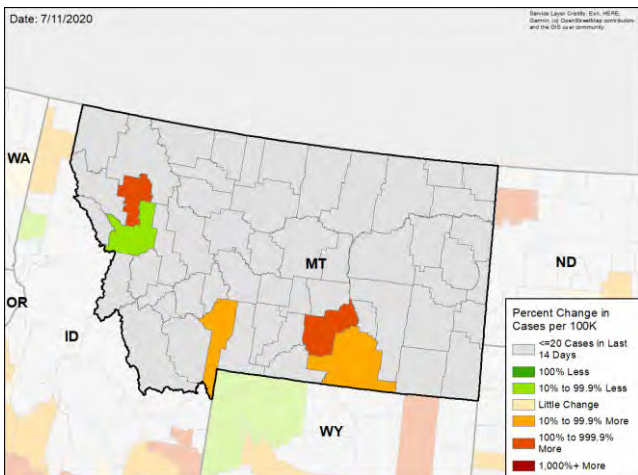 Date: 7/11/2020
Service Layer Credits: Esri, HERE,
Garmin, (c) OpenStreetMap contributors
and the GIS user community
WA
MT
ND
OR
ID
WY
Percent Change in
Cases per 100K
<=20 Cases in Last
14 Days
100% Less
10% to 99.9% Less
Little Change
10% to 99.9% More
100% to 999.9%
More
1,000%+ More